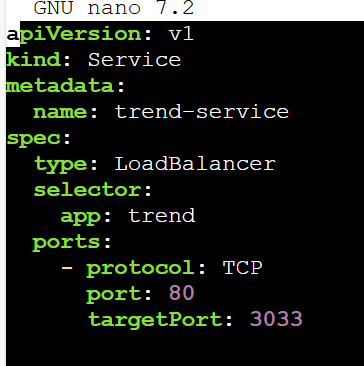 GNU nano 7.2
apiVersion: v1
kind: Service
metadata:
  name: trend-service
spec:
  type: LoadBalancer
  selector:
    app: trend
  ports:
    - protocol: TCP
      port: 80
      targetPort: 3033